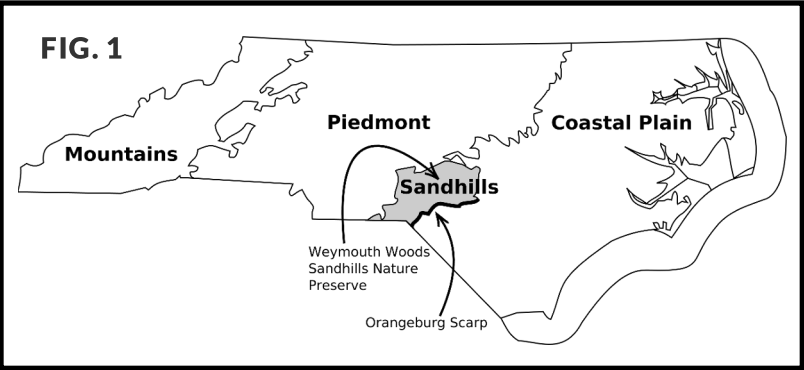 FIG. 1
Piedmont
Coastal Plain
Mountains
Sandhills
Weymouth Woods
Sandhills Nature
Preserve
Orangeburg Scarp